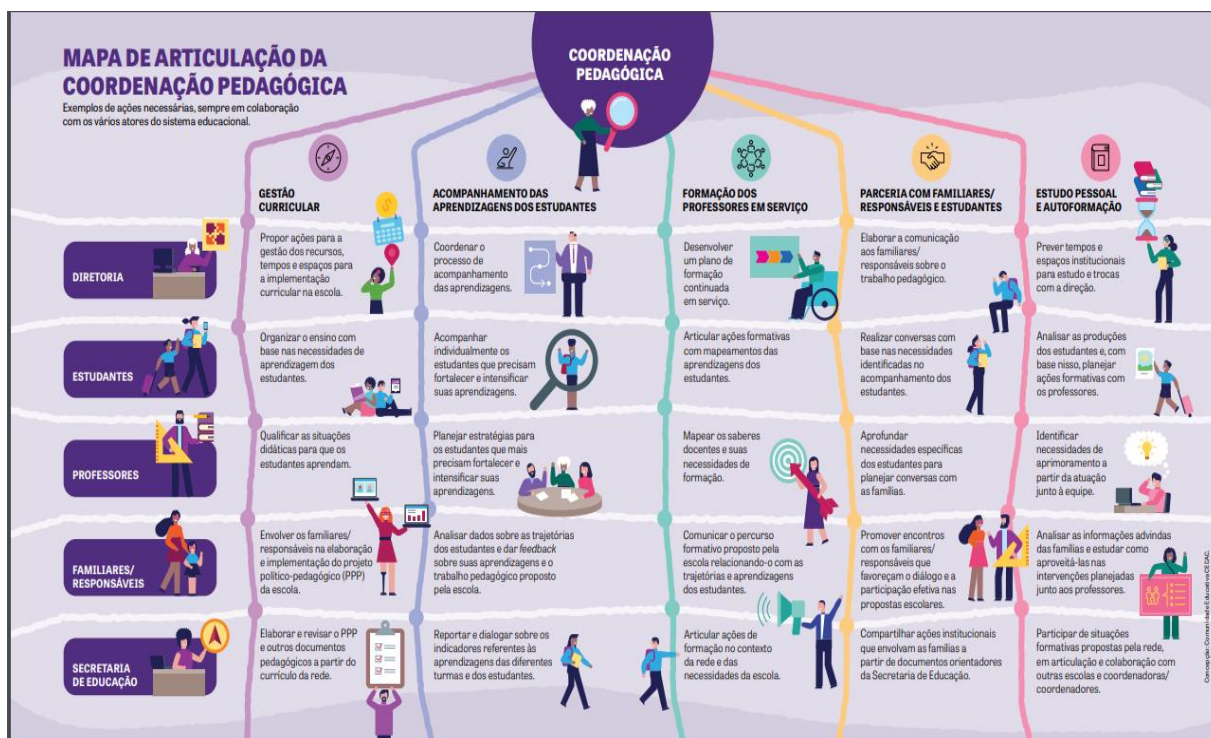 MAPA DE ARTICULAÇÃO DA
COORDENAÇÃO PEDAGÓGICA
Exemplos de ações necessárias, sempre em colaboração
com os vários atores do sistema educacional.
COORDENAÇÃO
PEDAGÓGICA
GESTÃO
CURRICULAR
ACOMPANHAMENTO DAS
APRENDIZAGENS DOS ESTUDANTES
FORMAÇÃO DOS
PROFESSORES EM SERVIÇO
PARCERIA COM FAMILIARES/
RESPONSÁVEIS E ESTUDANTES
ESTUDO PESSOAL
E AUTOFORMAÇÃO
DIRETORIA
Propor ações para a
gestão dos recursos,
tempos e espaços para
a implementação
curricular na escola.
Coordenar o
processo de
acompanhamento
das aprendizagens.
Desenvolver
um plano de
formação
continuada
em serviço.
Elaborar a comunicação
aos familiares/
responsáveis sobre o
trabalho pedagógico.
Prever tempos e
espaços institucionais
para estudo e trocas
com a direção.
ESTUDANTES
Organizar o ensino com
base nas necessidades de
aprendizagem dos
estudantes.
Acompanhar
individualmente os
estudantes que precisam
fortalecer e intensificar
suas aprendizagens.
Articular ações formativas
com mapeamentos das
aprendizagens dos
estudantes.
Realizar conversas com
base nas necessidades
identificadas no
acompanhamento dos
estudantes.
Analisar as produções
dos estudantes e, com
base nisso, planejar
ações formativas com
os professores.
PROFESSORES
Qualificar as situações
didáticas para que os
estudantes aprendam.
Planejar estratégias para
os estudantes que mais
precisam fortalecer e
intensificar suas
aprendizagens.
Mapear os saberes
docentes e suas
necessidades de
formação.
Aprofundar
necessidades específicas
dos estudantes para
planejar conversas com
as famílias.
Identificar
necessidades de
aprimoramento a
partir da atuação
junto à equipe.
FAMILIARES/
RESPONSÁVEIS
Envolver os familiares/
responsáveis na elaboração
e implementação do projeto
político-pedagógico (PPP)
da escola.
Analisar dados sobre as trajetórias
dos estudantes e dar feedback
sobre suas aprendizagens e o
trabalho pedagógico proposto
pela escola.
Comunicar o percurso
formativo proposto pela
escola relacionando-o com as
trajetórias e aprendizagens
dos estudantes.
Promover encontros
com os familiares/
responsáveis que
favoreçam o diálogo e a
participação efetiva nas
propostas escolares.
Analisar as informações advindas
das famílias e estudar como
aproveitá-las nas
intervenções planejadas
junto aos professores.
SECRETARIA
DE EDUCAÇÃO
Elaborar e revisar o PPP
e outros documentos
pedagógicos a partir do
currículo da rede.
Reportar e dialogar sobre os
indicadores referentes às
aprendizagens das diferentes
turmas e dos estudantes.
Articular ações de
formação no contexto
da rede e das
necessidades da escola.
Compartilhar ações institucionais
que envolvam as famílias a
partir de documentos orientadores
da Secretaria de Educação.
Participar de situações
formativas propostas pela rede,
em articulação e colaboração com
outras escolas e coordenadoras/
coordenadores.
Concepção: Comunidade Educativa CEDAC.